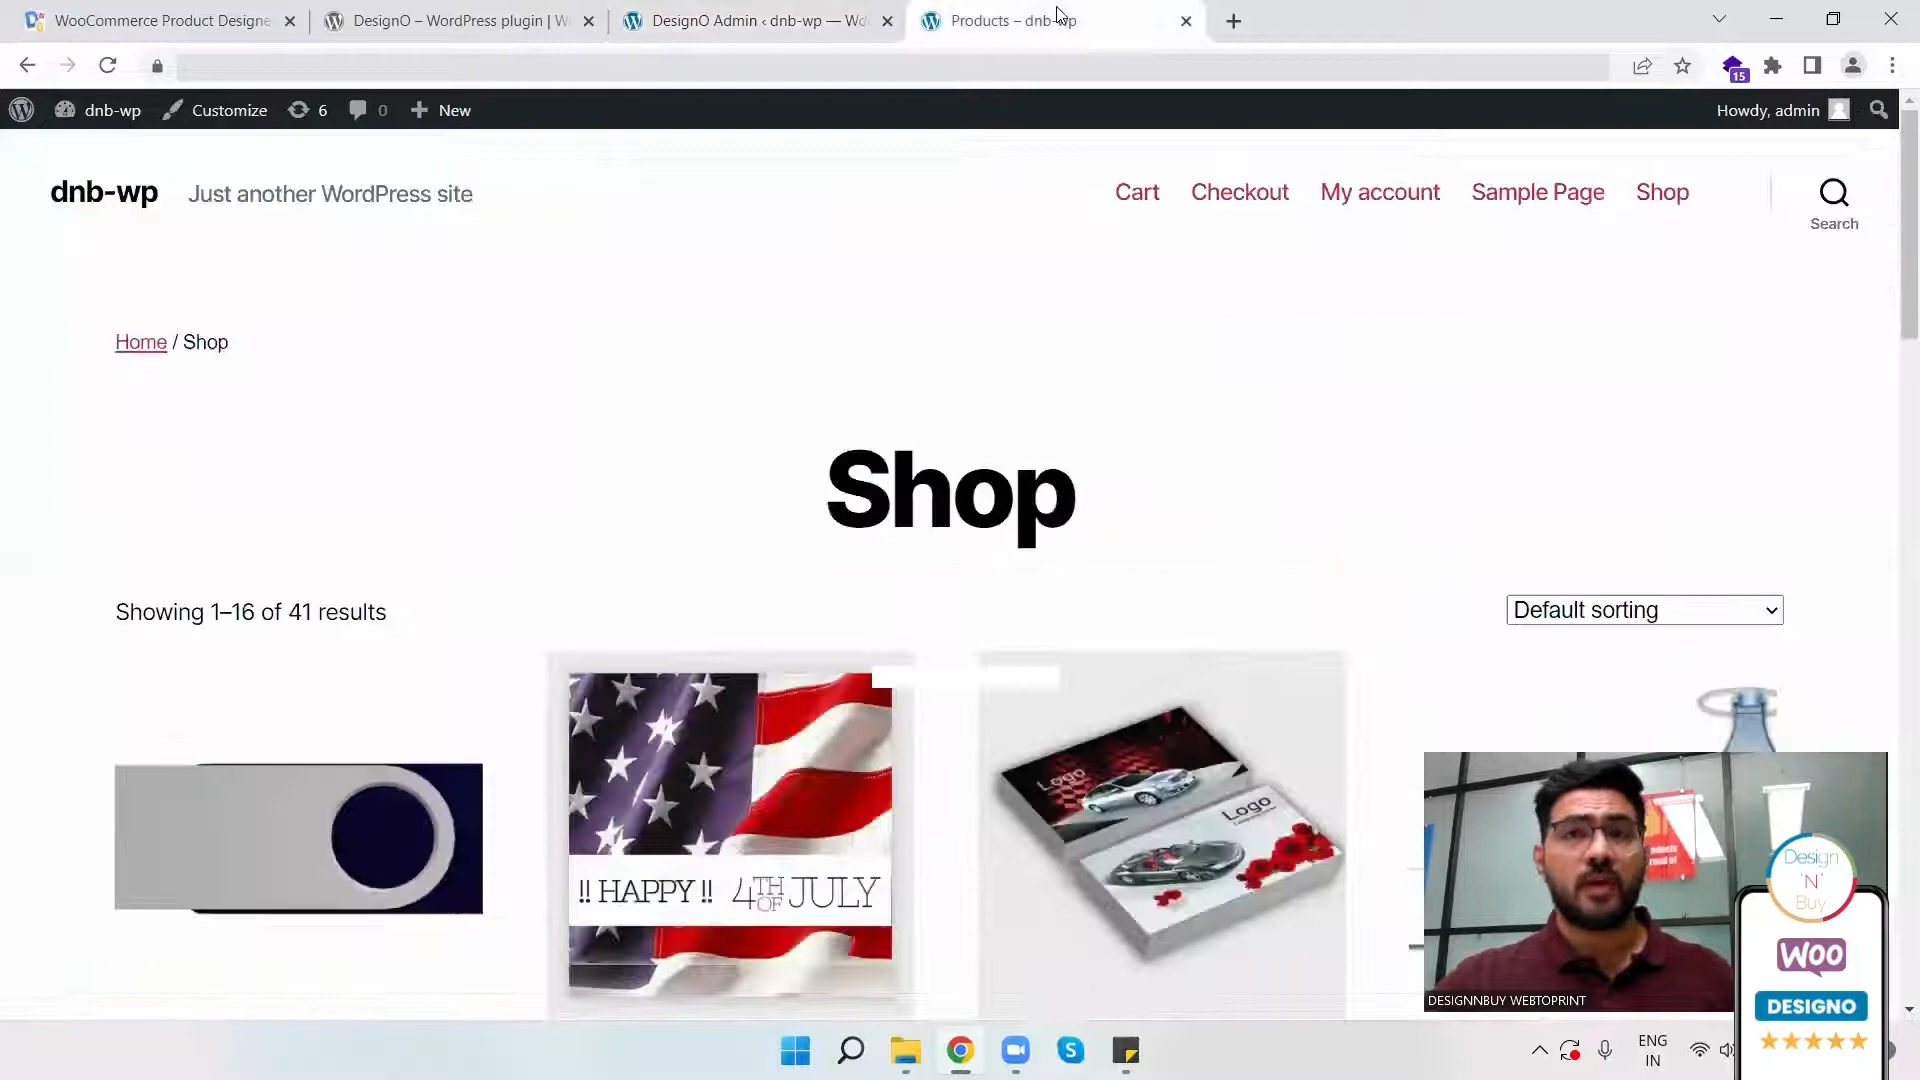 WooCommerce Product Designe
DesignO – WordPress plugin | W
DesignO Admin ‹ dnb-wp — Wo
Products – dnb-wp
15
dnb-wp
Customize
6
0
New
Howdy, admin
dnb-wp
Just another WordPress site
Cart
Checkout
My account
Sample Page
Shop
Search
Home / Shop
Shop
Showing 1–16 of 41 results
Default sorting
!! HAPPY !! 4TH OF JULY
Logo
Logo
Design
'N'
Buy
WOO
DESIGNO
DESIGNNBUY WEBTOPRINT
ENG
IN